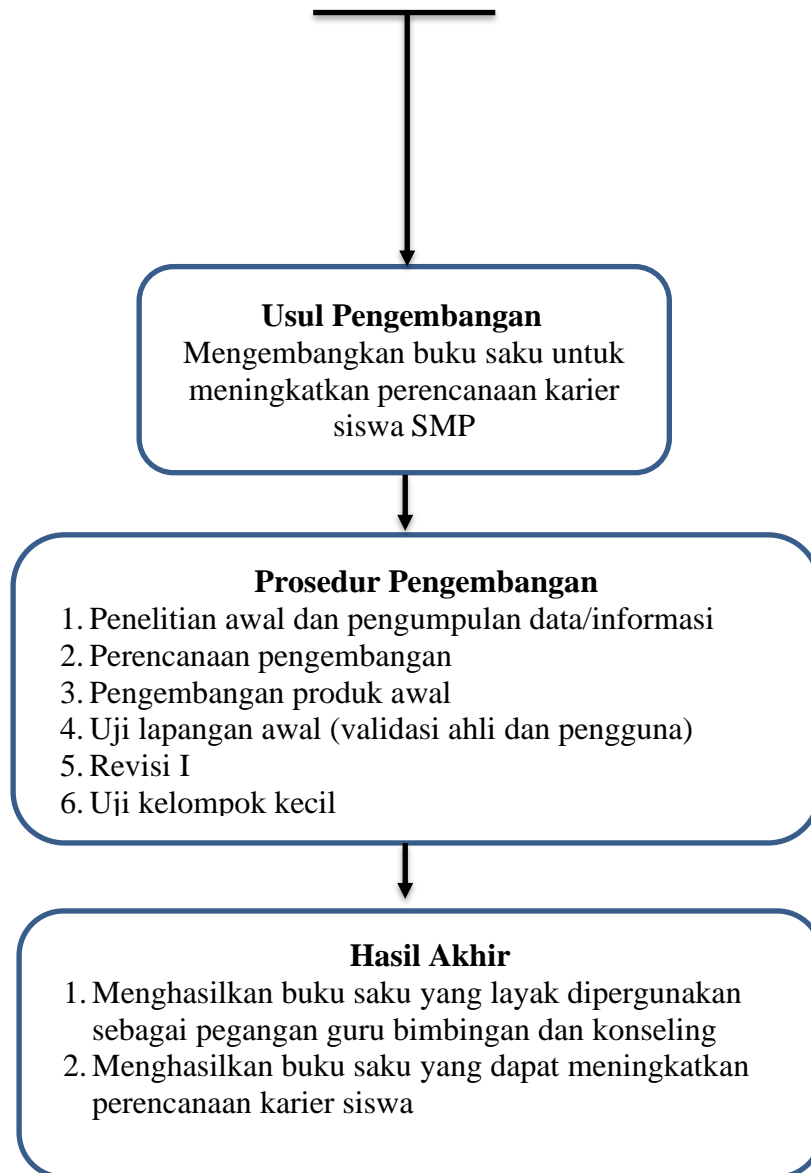 Usul Pengembangan
Mengembangkan buku saku untuk
meningkatkan perencanaan karier
siswa SMP
Prosedur Pengembangan
1. Penelitian awal dan pengumpulan data/informasi
2. Perencanaan pengembangan
3. Pengembangan produk awal
4. Uji lapangan awal (validasi ahli dan pengguna)
5. Revisi I
6. Uji kelompok kecil
Hasil Akhir
1. Menghasilkan buku saku yang layak dipergunakan
sebagai pegangan guru bimbingan dan konseling
2. Menghasilkan buku saku yang dapat meningkatkan
perencanaan karier siswa